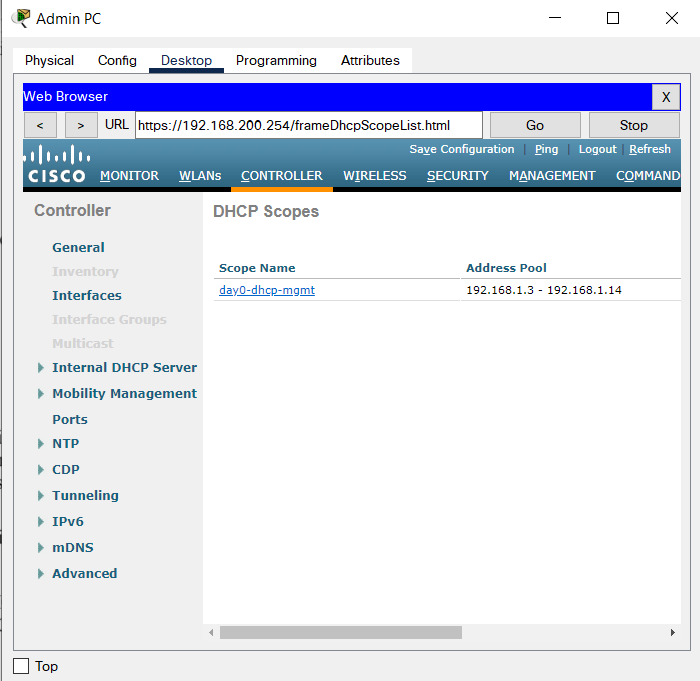 Admin PC
Physical Config Desktop Programming Attributes
Web Browser X
< > URL https://192.168.200.254/frameDhcpScopeList.html Go Stop
Save Configuration | Ping | Logout | Refresh
CISCO MONITOR WLANs CONTROLLER WIRELESS SECURITY MANAGEMENT COMMAND
Controller
General
Inventory
Interfaces
Interface Groups
Multicast
Internal DHCP Server
Mobility Management
Ports
NTP
CDP
Tunneling
IPv6
mDNS
Advanced
DHCP Scopes
Scope Name Address Pool
day0-dhcp-mgmt 192.168.1.3 - 192.168.1.14
Top